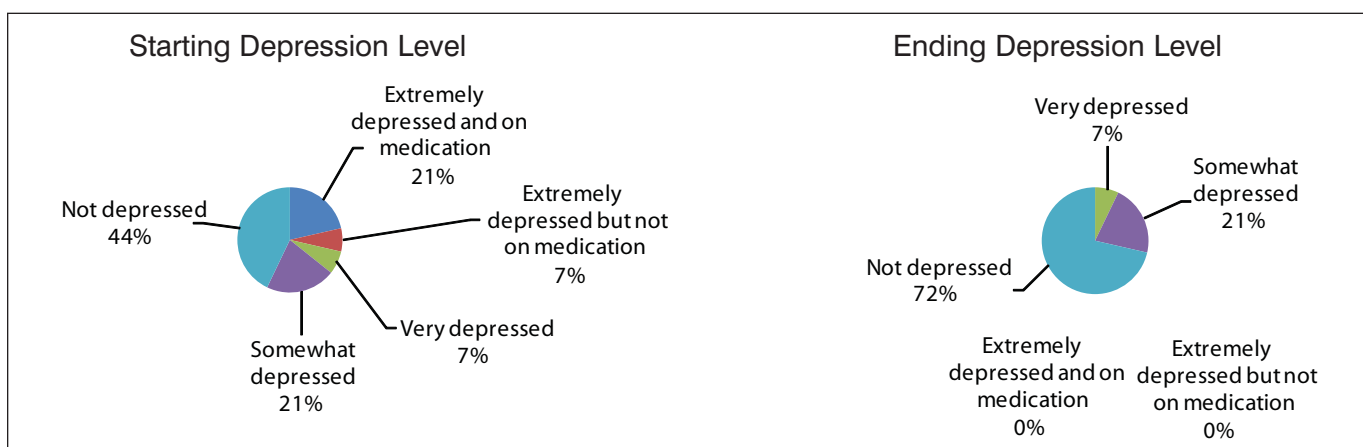 Starting Depression Level
Extremely
depressed and on
medication
21%
Extremely
depressed but not
on medication
7%
Very depressed
7%
Somewhat
depressed
21%
Not depressed
44%
Ending Depression Level
Very depressed
7%
Somewhat
depressed
21%
Not depressed
72%
Extremely
depressed and on
medication
0%
Extremely
depressed but not
on medication
0%